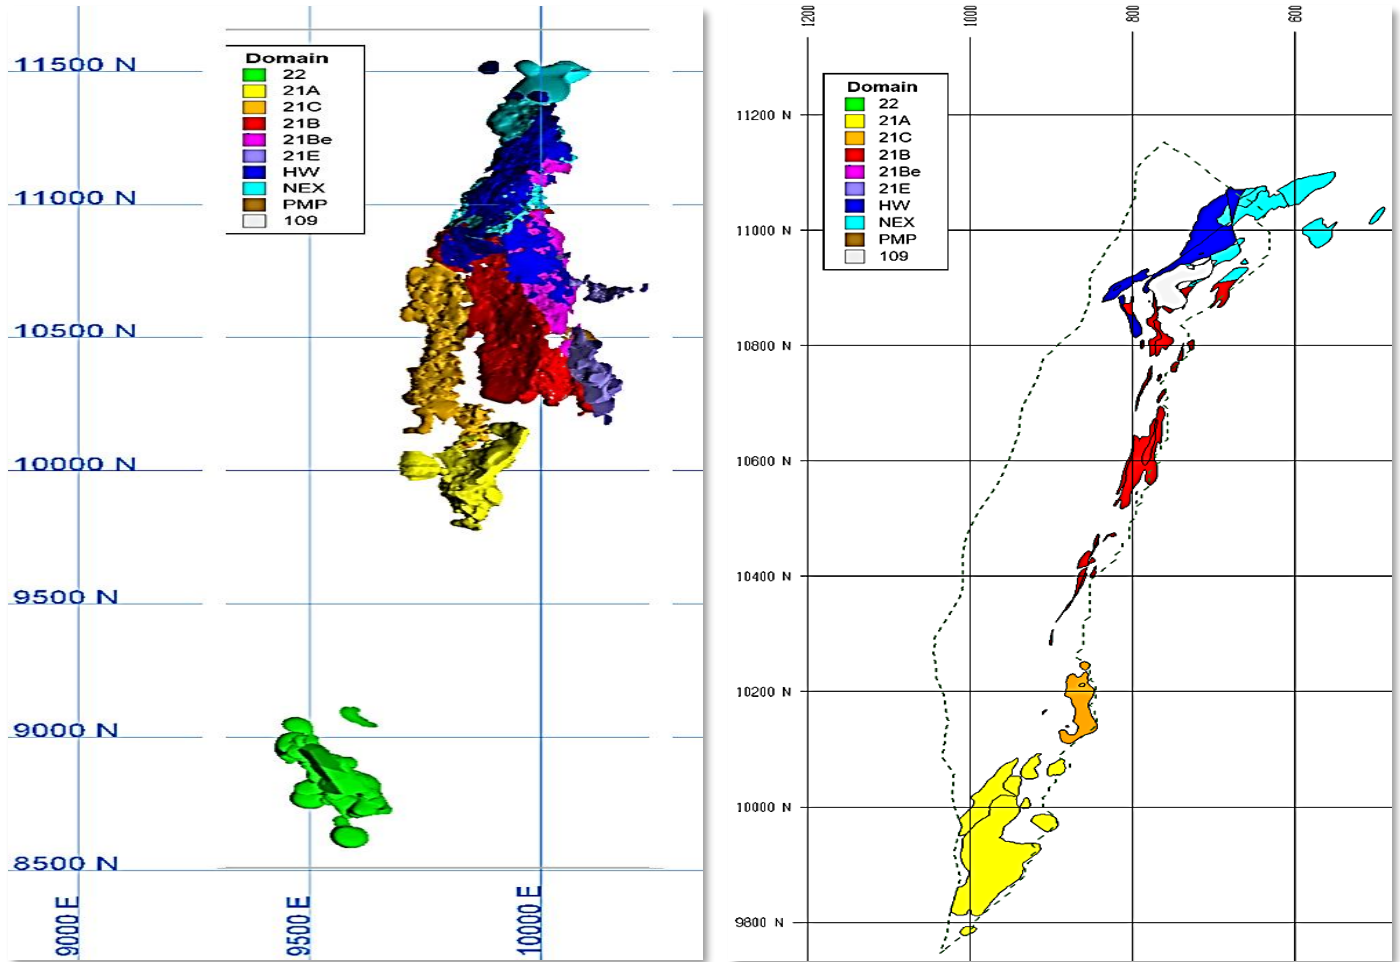 11500 N
Domain
22
21A
21C
21B
21Be
21E
HW
NEX
PMP
109
11000 N
10500 N
10000 N
9500 N
9000 N
8500 N
9000 E
9500 E
10000 E
1200
1000
800
600
11200 N
Domain
22
21A
21C
21B
21Be
21E
HW
NEX
PMP
109
11000 N
10800 N
10600 N
10400 N
10200 N
10000 N
9800 N